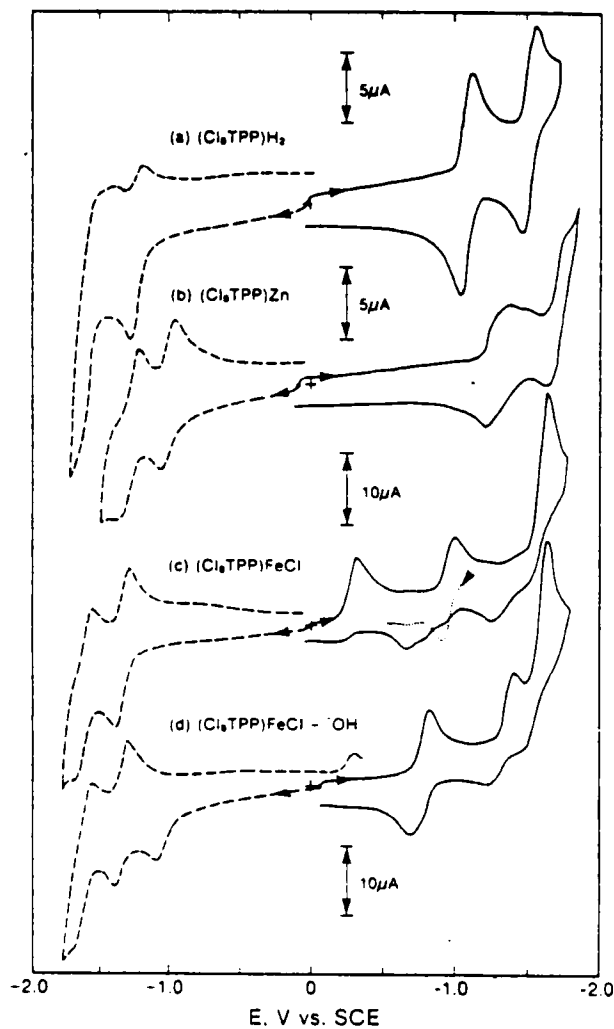 5μA
(a) (Cl₈TPP)H₂
5μA
(b) (Cl₈TPP)Zn
10μA
(c) (Cl₈TPP)FeCl
(d) (Cl₈TPP)FeCl - ⁻OH
10μA
-2.0 -1.0 0 -1.0 -2.0
E, V vs. SCE